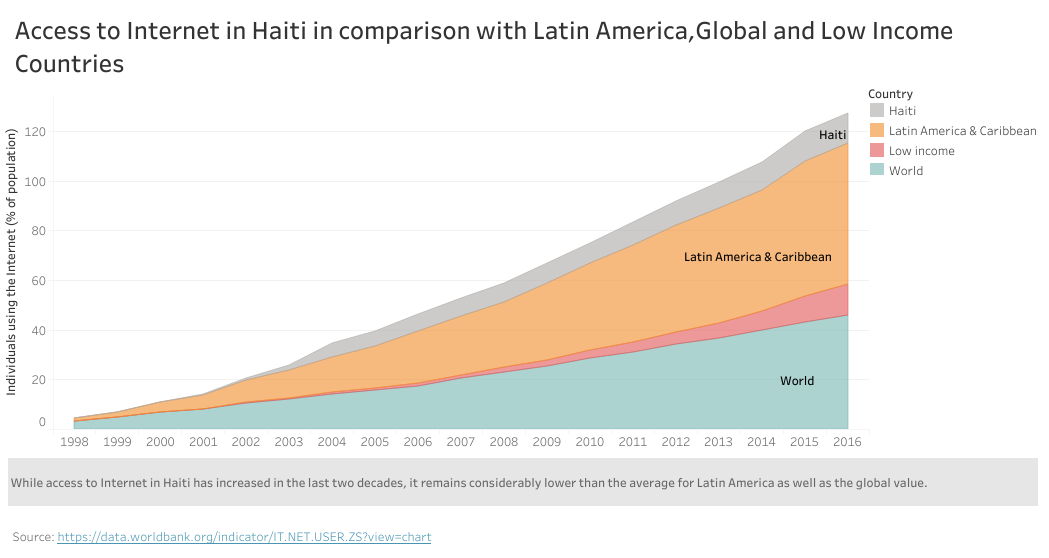 Access to Internet in Haiti in comparison with Latin America,Global and Low Income
Countries
Country
Haiti
Latin America & Caribbean
Low income
World
Individuals using the Internet (% of population)
120
100
80
60
40
20
0
Haiti
Latin America & Caribbean
World
1998 1999 2000 2001 2002 2003 2004 2005 2006 2007 2008 2009 2010 2011 2012 2013 2014 2015 2016
While access to Internet in Haiti has increased in the last two decades, it remains considerably lower than the average for Latin America as well as the global value.
Source: https://data.worldbank.org/indicator/IT.NET.USER.ZS?view=chart